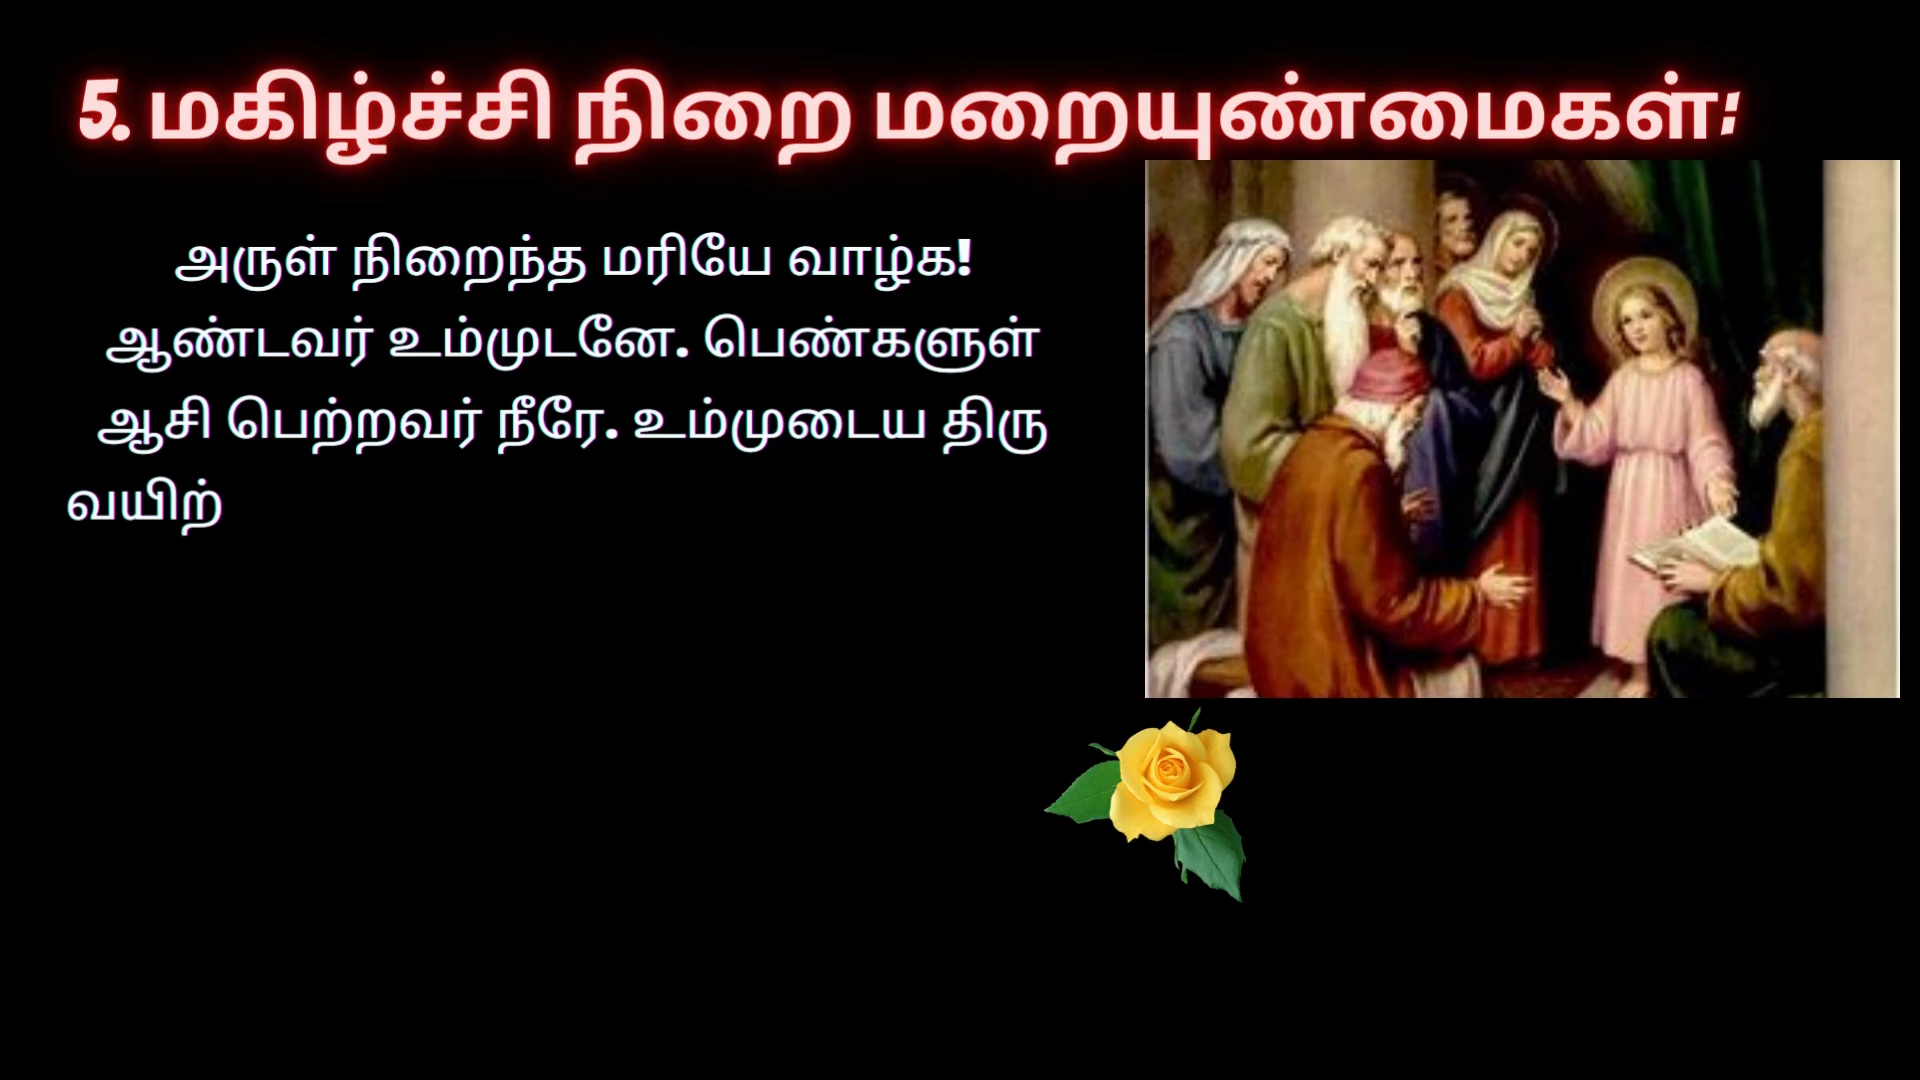 5. மகிழ்ச்சி நிறை மறையுண்மைகள்:
அருள் நிறைந்த மரியே வாழ்க!
ஆண்டவர் உம்முடனே. பெண்களுள்
ஆசி பெற்றவர் நீரே. உம்முடைய திரு
வயிற்